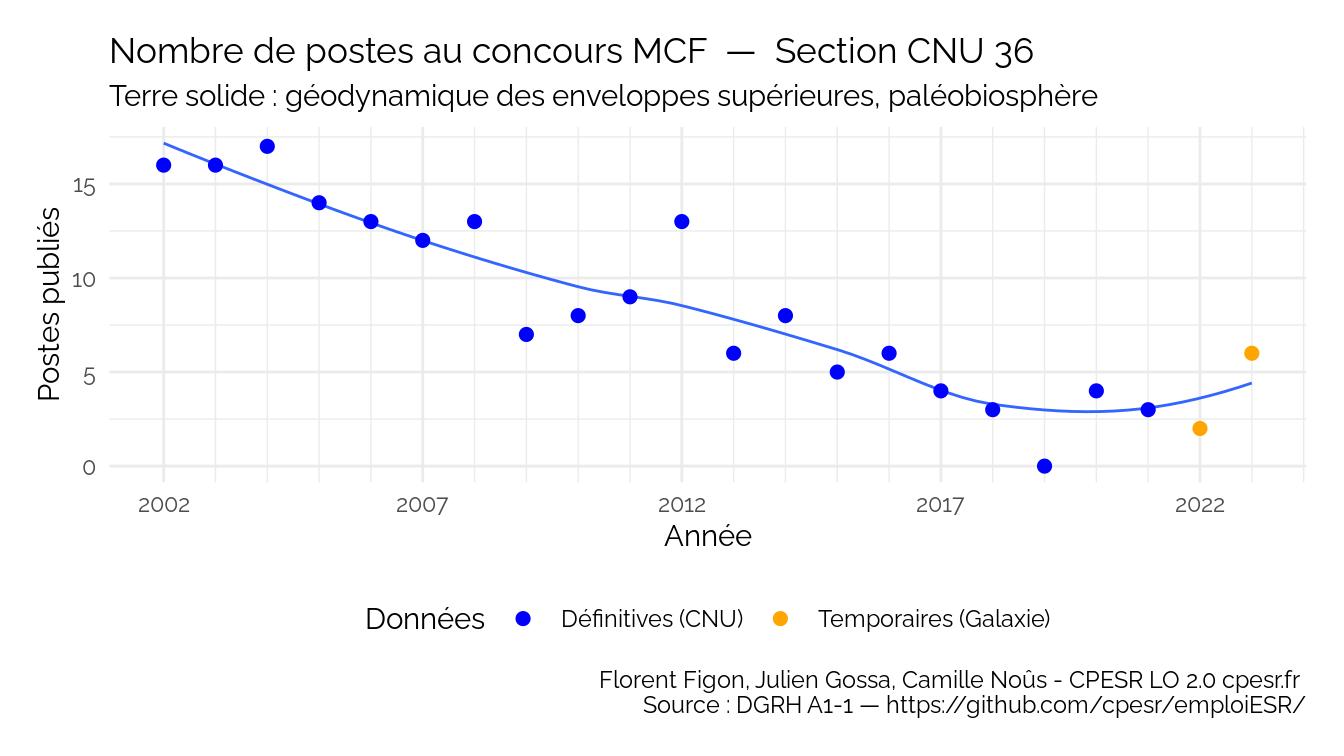 Nombre de postes au concours MCF — Section CNU 36
Terre solide : géodynamique des enveloppes supérieures, paléobiosphère
Postes publiés
15
10
5
0
2002 2007 2012 2017 2022
Année
Données Définitives (CNU) Temporaires (Galaxie)
Florent Figon, Julien Gossa, Camille Noûs - CPESR LO 2.0 cpesr.fr
Source : DGRH A1-1 — https://github.com/cpesr/emploiESR/